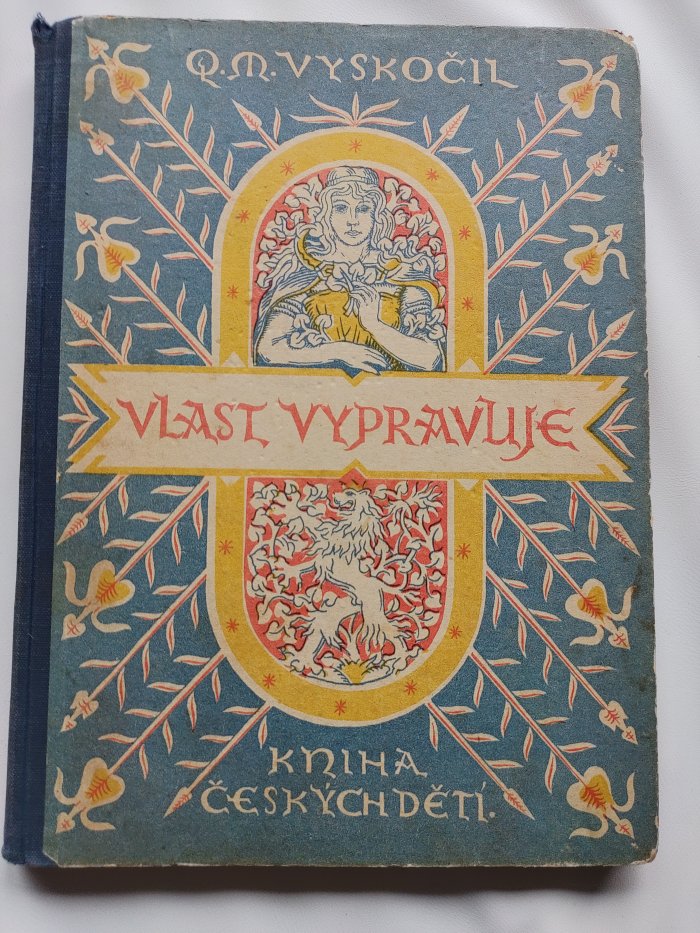 Q. M. VYSKOČIL
VLAST VYPRAVUJE
KNIHA
ČESKÝCH DĚTÍ.